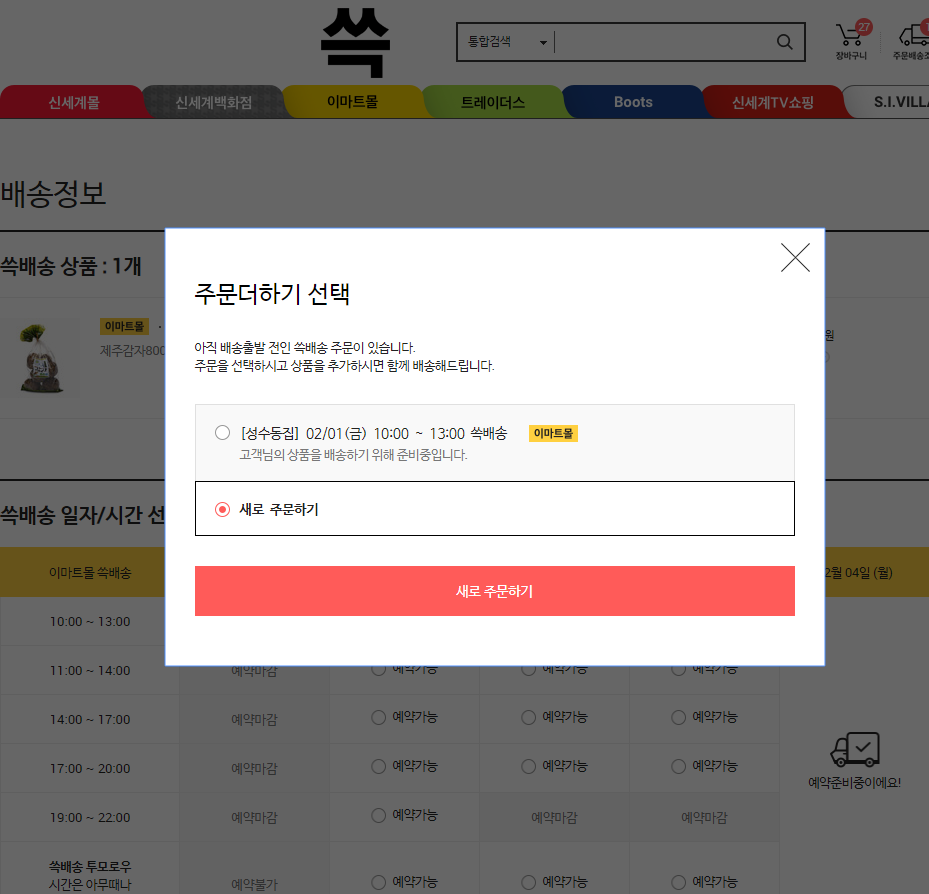 쓱
통합검색
27
장바구니
주문배송조
신세계몰
신세계백화점
이마트몰
트레이더스
Boots
신세계TV쇼핑
S.I.VILLA
배송정보
쓱배송 상품 : 1개
이마트몰
제주감자800
원
주문더하기 선택
아직 배송출발 전인 쓱배송 주문이 있습니다.
주문을 선택하시고 상품을 추가하시면 함께 배송해드립니다.
[성수동집] 02/01(금) 10:00 ~ 13:00 쓱배송 이마트몰
고객님의 상품을 배송하기 위해 준비중입니다.
새로 주문하기
새로 주문하기
쓱배송 일자/시간 선
이마트몰 쓱배송
2월 04일 (월)
10:00 ~ 13:00
11:00 ~ 14:00 예약마감 예약가능 예약가능 예약가능
14:00 ~ 17:00 예약마감 예약가능 예약가능 예약가능
17:00 ~ 20:00 예약마감 예약가능 예약가능 예약가능
예약준비중이에요!
19:00 ~ 22:00 예약마감 예약가능 예약마감 예약마감
쓱배송 투모로우
시간은 아무때나 예약불가 예약가능 예약가능 예약가능